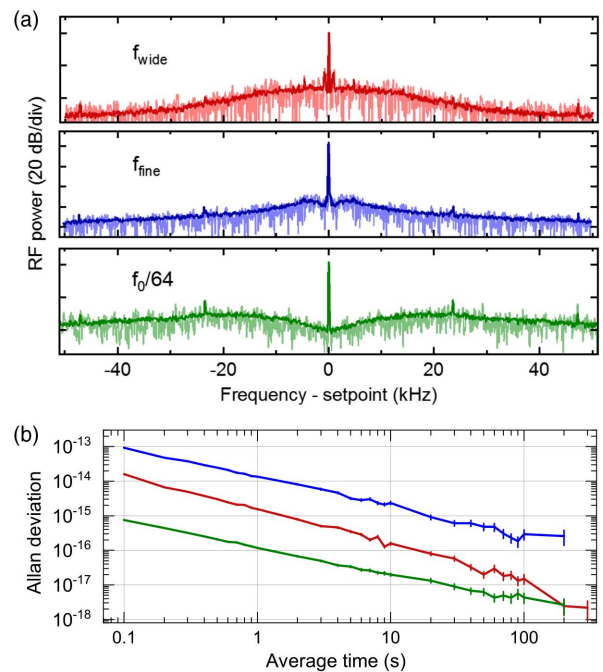 (a)
f_wide
f_fine
f_0/64
RF power (20 dB/div)
-40 -20 0 20 40
Frequency - setpoint (kHz)
(b)
10^-13
10^-14
10^-15
10^-16
10^-17
10^-18
Allan deviation
0.1 1 10 100
Average time (s)